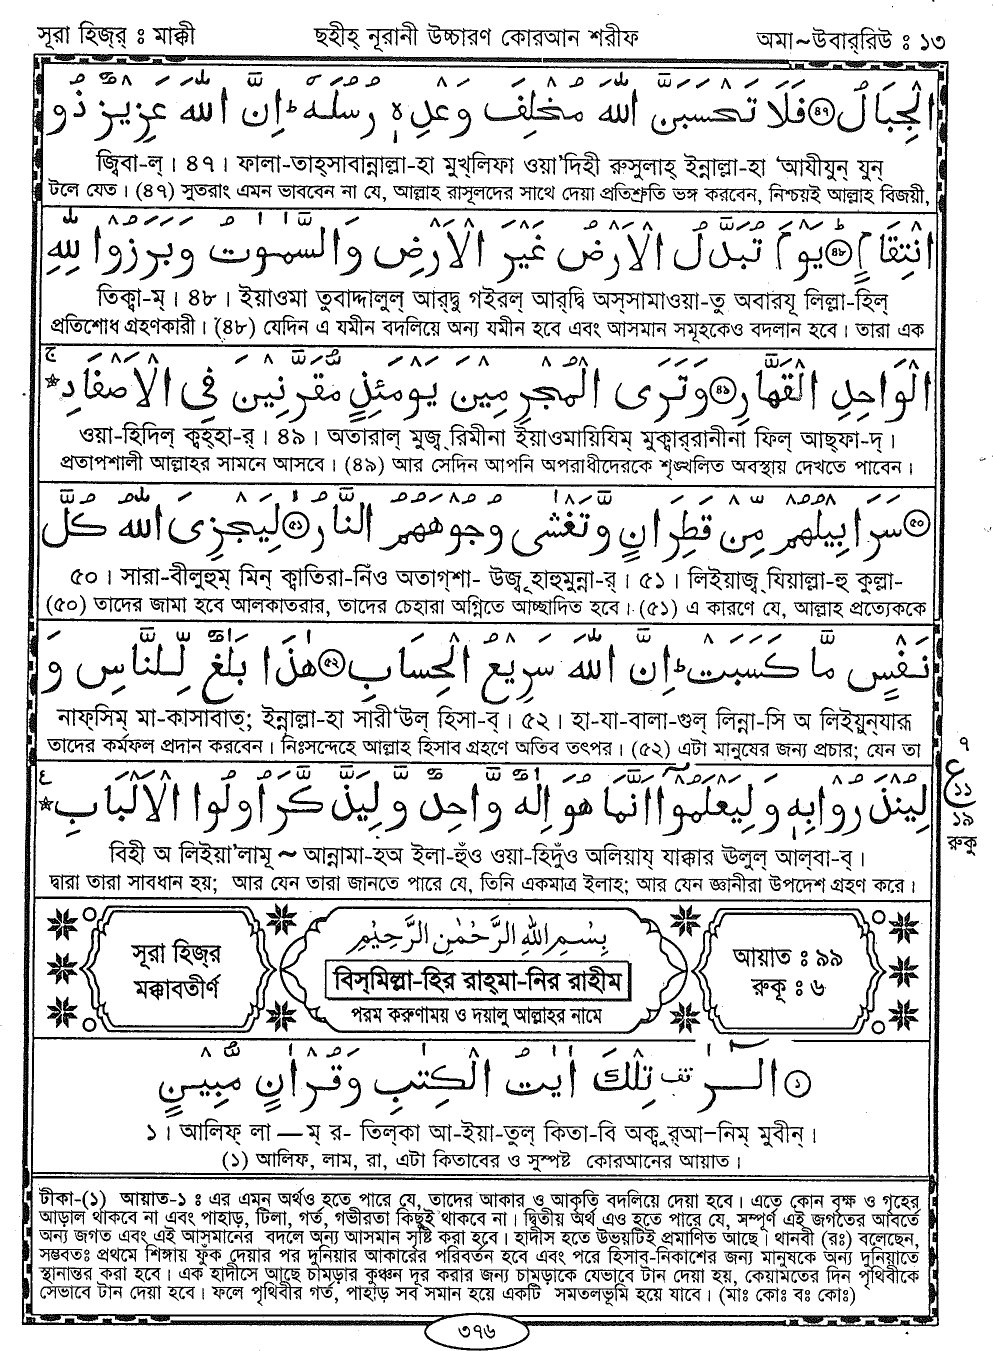 সূরা হিজ্‌র্ : মাক্কী
ছহীহ্ নূরানী উচ্চারণ কোরআন শরীফ
অমা~উবার্‌রিউ : ১৩
الْجِبَالُ ۝٤٧ فَلَا تَحْسَبَنَّ اللّٰهَ مُخْلِفَ وَعْدِهٖ رُسُلَهٗ ؕ اِنَّ اللّٰهَ عَزِيْزٌ ذُو
জ্বিবা-ল্। ৪৭। ফালা-তাহ্‌সাবান্নাল্লা-হা মুখ্‌লিফা ওয়া’দিহী রুসুলাহ্ ইন্নাল্লা-হা ‘আযীযুন্ যুন্
টলে যেত। (৪৭) সুতরাং এমন ভাববেন না যে, আল্লাহ রাসূলদের সাথে দেয়া প্রতিশ্রুতি ভঙ্গ করবেন, নিশ্চয়ই আল্লাহ বিজয়ী,
انْتِقَامٍ ۝٤٨ يَوْمَ تُبَدَّلُ الْاَرْضُ غَيْرَ الْاَرْضِ وَالسَّمٰوٰتُ وَبَرَزُوْا لِلّٰهِ
তিক্বা-ম্। ৪৮। ইয়াওমা তুবাদ্দালুল্ আর্‌দ্বু গইরল্ আর্‌দ্বি অস্‌সামাওয়া-তু অবারযূ লিল্লা-হিল্
প্রতিশোধ গ্রহণকারী। (৪৮) যেদিন এ যমীন বদলিয়ে অন্য যমীন হবে এবং আসমান সমূহকেও বদলান হবে। তারা এক
الْوَاحِدِ الْقَهَّارِ ۝٤٩ وَتَرَى الْمُجْرِمِيْنَ يَوْمَئِذٍ مُّقَرَّنِيْنَ فِى الْاَصْفَادِ ج
ওয়া-হিদিল্ ক্বহ্‌হা-র্। ৪৯। অতারাল্ মুজ্ব্‌রিমীনা ইয়াওমায়িযিম্ মুক্বার্‌রানীনা ফিল্ আছ্‌ফা-দ্।
প্রতাপশালী আল্লাহর সামনে আসবে। (৪৯) আর সেদিন আপনি অপরাধীদেরকে শৃঙ্খলিত অবস্থায় দেখতে পাবেন।
۝٥٠ سَرَابِيْلُهُمْ مِّنْ قَطِرَانٍ وَّتَغْشٰى وُجُوْهَهُمُ النَّارُ ۝٥١ لِيَجْزِىَ اللّٰهُ كُلَّ
৫০। সারা-বীলুহুম্ মিন্ ক্বাতিরা-নিঁও অতাগশা- উজ্বূহাহুমুন্না-র্। ৫১। লিইয়াজ্ব্‌যিয়াল্লা-হু কুল্লা-
(৫০) তাদের জামা হবে আলকাতরার, তাদের চেহারা অগ্নিতে আচ্ছাদিত হবে। (৫১) এ কারণে যে, আল্লাহ প্রত্যেককে
نَفْسٍ مَّا كَسَبَتْ ؕ اِنَّ اللّٰهَ سَرِيْعُ الْحِسَابِ ۝٥٢ هٰذَا بَلٰغٌ لِّلنَّاسِ وَ
নাফ্‌সিম্ মা-কাসাবাত্; ইন্নাল্লা-হা সারী‘উল্ হিসা-ব্। ৫২। হা-যা-বালা-গুল্ লিন্না-সি অ লিইয়ুন্‌যারূ
তাদের কর্মফল প্রদান করবেন। নিঃসন্দেহে আল্লাহ হিসাব গ্রহণে অতিব তৎপর। (৫২) এটা মানুষের জন্য প্রচার; যেন তা
لِيُنْذَرُوْا بِهٖ وَلِيَعْلَمُوْۤا اَنَّمَا هُوَ اِلٰهٌ وَّاحِدٌ وَّلِيَذَّكَّرَ اُولُوا الْاَلْبَابِ ع
৭
ع
১১
১৯
রুকু
বিহী অ লিইয়া’লামূ ~ আন্নামা-হুঅ ইলা-হুঁও ওয়া-হিদুঁও অলিয়ায্ যাক্কার ঊলুল্ আল্‌বা-ব্।
দ্বারা তারা সাবধান হয়; আর যেন তারা জানতে পারে যে, তিনি একমাত্র ইলাহ; আর যেন জ্ঞানীরা উপদেশ গ্রহণ করে।
সূরা হিজ্‌র
মক্কাবতীর্ণ
بِسْمِ اللّٰهِ الرَّحْمٰنِ الرَّحِيْمِ
বিস্‌মিল্লা-হির রাহ্‌মা-নির রাহীম
পরম করুণাময় ও দয়ালু আল্লাহর নামে
আয়াত : ৯৯
রুকূ : ৬
۝١ الٓرٰ قف تِلْكَ اٰيٰتُ الْكِتٰبِ وَقُرْاٰنٍ مُّبِيْنٍ
১। আলিফ্ লা — ম্ র- তিল্‌কা আ-ইয়া-তুল্ কিতা-বি অক্বুর্‌আ-নিম্ মুবীন্।
(১) আলিফ, লাম, রা, এটা কিতাবের ও সুস্পষ্ট কোরআনের আয়াত।
টীকা-(১) আয়াত-১ : এর এমন অর্থও হতে পারে যে, তাদের আকার ও আকৃতি বদলিয়ে দেয়া হবে। এতে কোন বৃক্ষ ও গৃহের
আড়াল থাকবে না এবং পাহাড়, টিলা, গর্ত, গভীরতা কিছুই থাকবে না। দ্বিতীয় অর্থ এও হতে পারে যে, সম্পূর্ণ এই জগতের আবর্তে
অন্য জগত এবং এই আসমানের বদলে অন্য আসমান সৃষ্টি করা হবে। হাদীস হতে উভয়টিই প্রমাণিত আছে। থানবী (রঃ) বলেছেন,
সম্ভবতঃ প্রথমে শিঙ্গায় ফুঁক দেয়ার পর দুনিয়ার আকারের পরিবর্তন হবে এবং পরে হিসাব-নিকাশের জন্য মানুষকে অন্য দুনিয়াতে
স্থানান্তর করা হবে। এক হাদীসে আছে চামড়ার কুঞ্চন দূর করার জন্য চামড়াকে যেভাবে টান দেয়া হয়, কেয়ামতের দিন পৃথিবীকে
সেভাবে টান দেয়া হবে। ফলে পৃথিবীর গর্ত, পাহাড় সব সমান হয়ে একটি সমতলভূমি হয়ে যাবে। (মাঃ কোঃ বঃ কোঃ)
৩৭৬